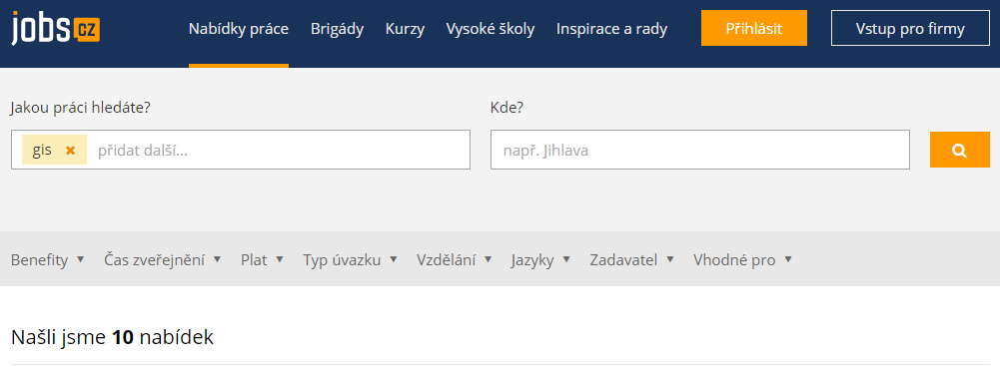 jobs cz
Nabídky práce Brigády Kurzy Vysoké školy Inspirace a rady Přihlásit Vstup pro firmy
Jakou práci hledáte? Kde?
gis přidat další... např. Jihlava
Benefity Čas zveřejnění Plat Typ úvazku Vzdělání Jazyky Zadavatel Vhodné pro
Našli jsme 10 nabídek